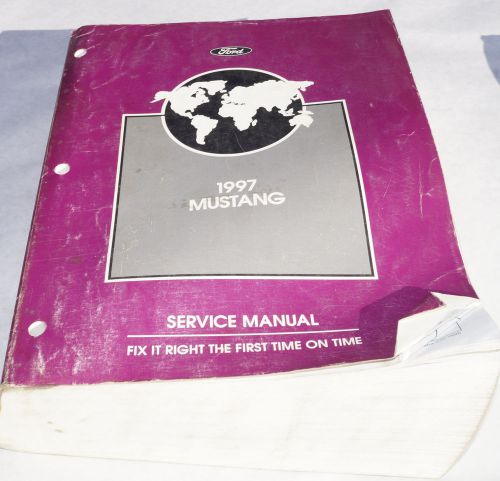 Ford
1997
MUSTANG
SERVICE MANUAL
FIX IT RIGHT THE FIRST TIME ON TIME